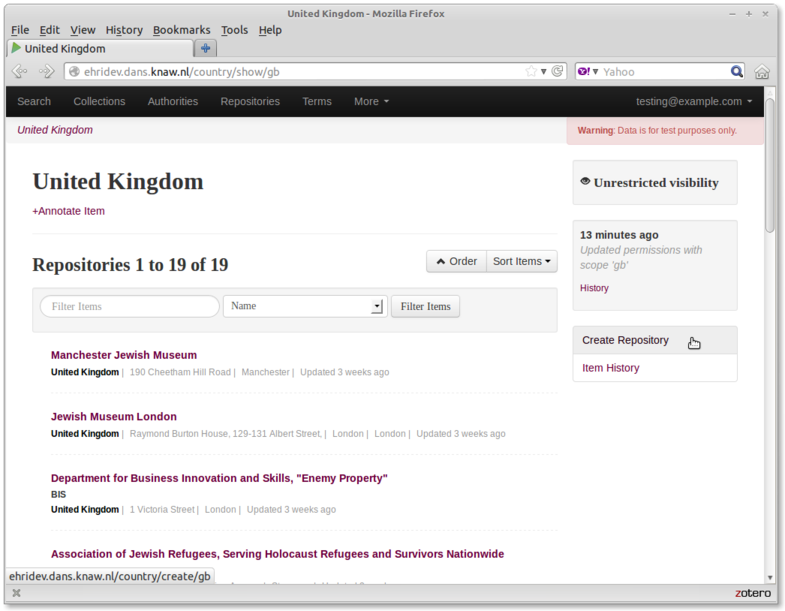 United Kingdom - Mozilla Firefox
File Edit View History Bookmarks Tools Help
United Kingdom
ehridev.dans.knaw.nl/country/show/gb
Yahoo
Search Collections Authorities Repositories Terms More testing@example.com
United Kingdom
Warning: Data is for test purposes only.
United Kingdom
+Annotate Item
Unrestricted visibility
13 minutes ago
Updated permissions with
scope 'gb'
History
Repositories 1 to 19 of 19
Order Sort Items
Filter Items Name Filter Items
Create Repository
Item History
Manchester Jewish Museum
United Kingdom | 190 Cheetham Hill Road | Manchester | Updated 3 weeks ago
Jewish Museum London
United Kingdom | Raymond Burton House, 129-131 Albert Street, | London | London | Updated 3 weeks ago
Department for Business Innovation and Skills, "Enemy Property"
BIS
United Kingdom | 1 Victoria Street | London | Updated 3 weeks ago
Association of Jewish Refugees, Serving Holocaust Refugees and Survivors Nationwide
ehridev.dans.knaw.nl/country/create/gb
zotero